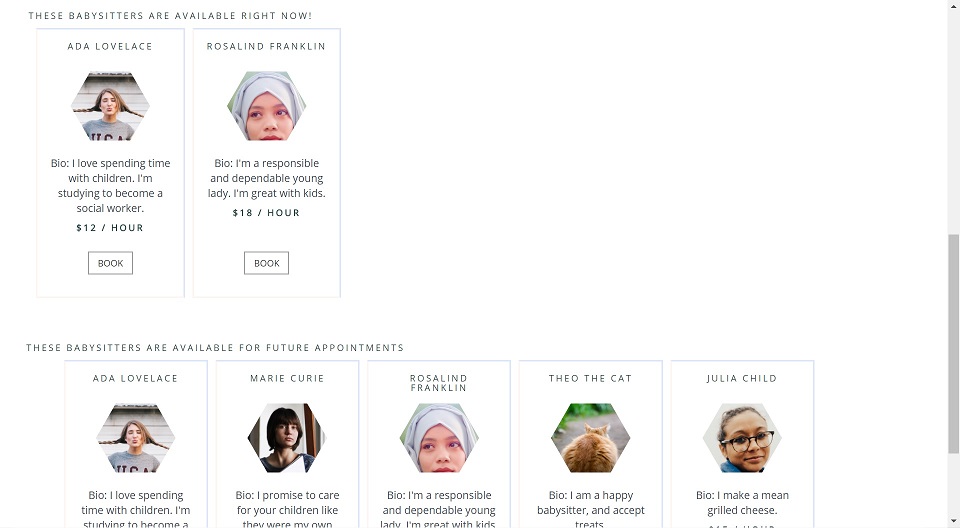 THESE BABYSITTERS ARE AVAILABLE RIGHT NOW!
ADA LOVELACE
Bio: I love spending time
with children. I'm
studying to become a
social worker.
$12 / HOUR
BOOK
ROSALIND FRANKLIN
Bio: I'm a responsible
and dependable young
lady. I'm great with kids.
$18 / HOUR
BOOK
THESE BABYSITTERS ARE AVAILABLE FOR FUTURE APPOINTMENTS
ADA LOVELACE
Bio: I love spending
time with children. I'm
studying to become a
MARIE CURIE
Bio: I promise to care
for your children like
they were my own
ROSALIND
FRANKLIN
Bio: I'm a responsible
and dependable young
lady. I'm great with kids
THEO THE CAT
Bio: I am a happy
babysitter, and accept
treats
JULIA CHILD
Bio: I make a mean
grilled cheese.